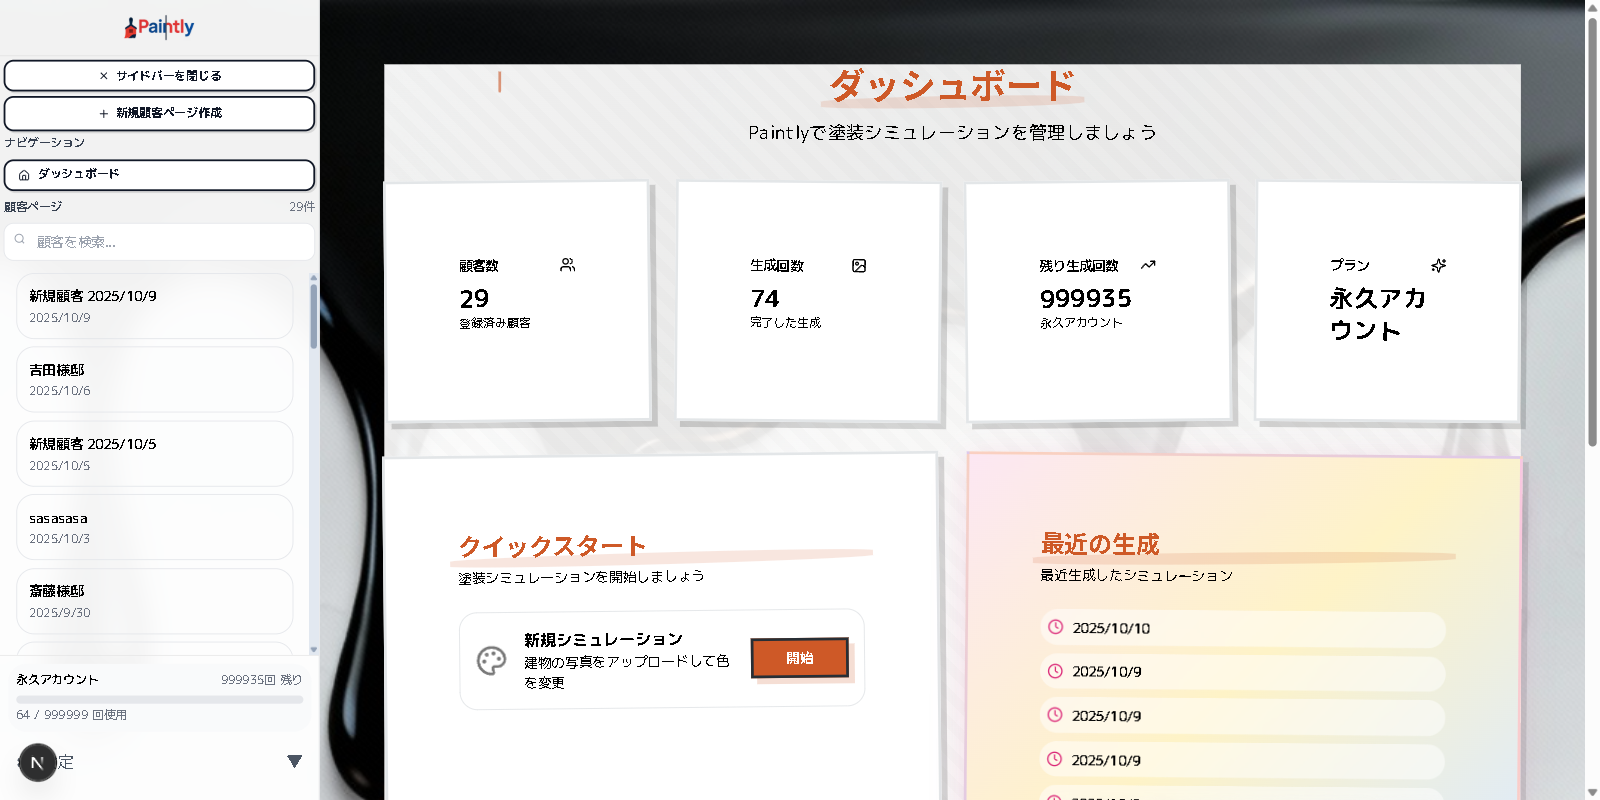 Paintly
× サイドバーを閉じる
+ 新規顧客ページ作成
ナビゲーション
ダッシュボード
顧客ページ 29件
顧客を検索...
新規顧客 2025/10/9
2025/10/9
吉田様邸
2025/10/6
新規顧客 2025/10/5
2025/10/5
sasasasa
2025/10/3
斎藤様邸
2025/9/30
永久アカウント 999935回 残り
64 / 999999 回使用
N 定
ダッシュボード
Paintlyで塗装シミュレーションを管理しましょう
顧客数
29
登録済み顧客
生成回数
74
完了した生成
残り生成回数
999935
永久アカウント
プラン
永久アカ
ウント
クイックスタート
塗装シミュレーションを開始しましょう
新規シミュレーション
建物の写真をアップロードして色
を変更
開始
最近の生成
最近生成したシミュレーション
2025/10/10
2025/10/9
2025/10/9
2025/10/9